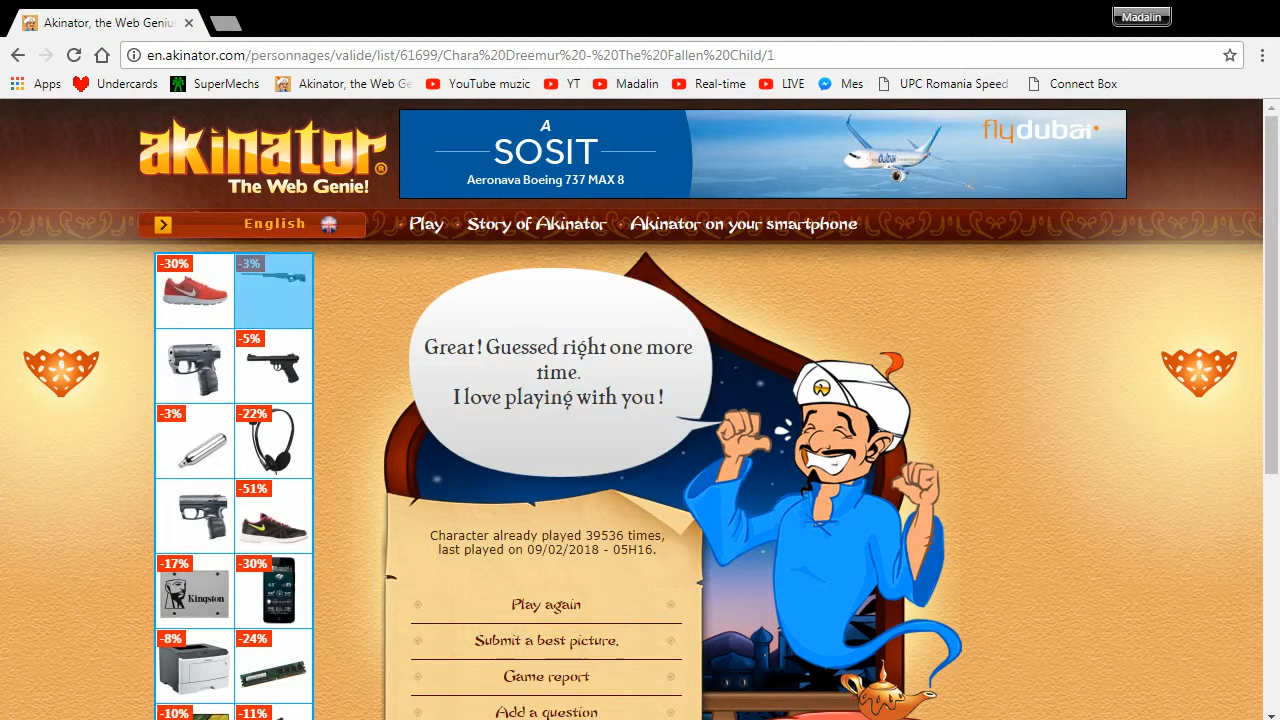 Madalin
Akinator, the Web Genius
en.akinator.com/personnages/valide/list/61699/Chara%20Dreemur%20-%20The%20Fallen%20Child/1
Apps Undercards SuperMechs Akinator, the Web Ge YouTube muzic YT Madalin Real-time LIVE Mes UPC Romania Speed Connect Box
akinator®
The Web Genie!
A
SOSIT
Aeronava Boeing 737 MAX 8
flydubai
English
Play Story of Akinator Akinator on your smartphone
-30% -3%
-5%
-3% -22%
-51%
-17% -30%
Kingston
-8% -24%
-10% -11%
Great! Guessed right one more
time.
I love playing with you!
Character already played 39536 times,
last played on 09/02/2018 - 05H16.
Play again
Submit a best picture.
Game report
Add a question